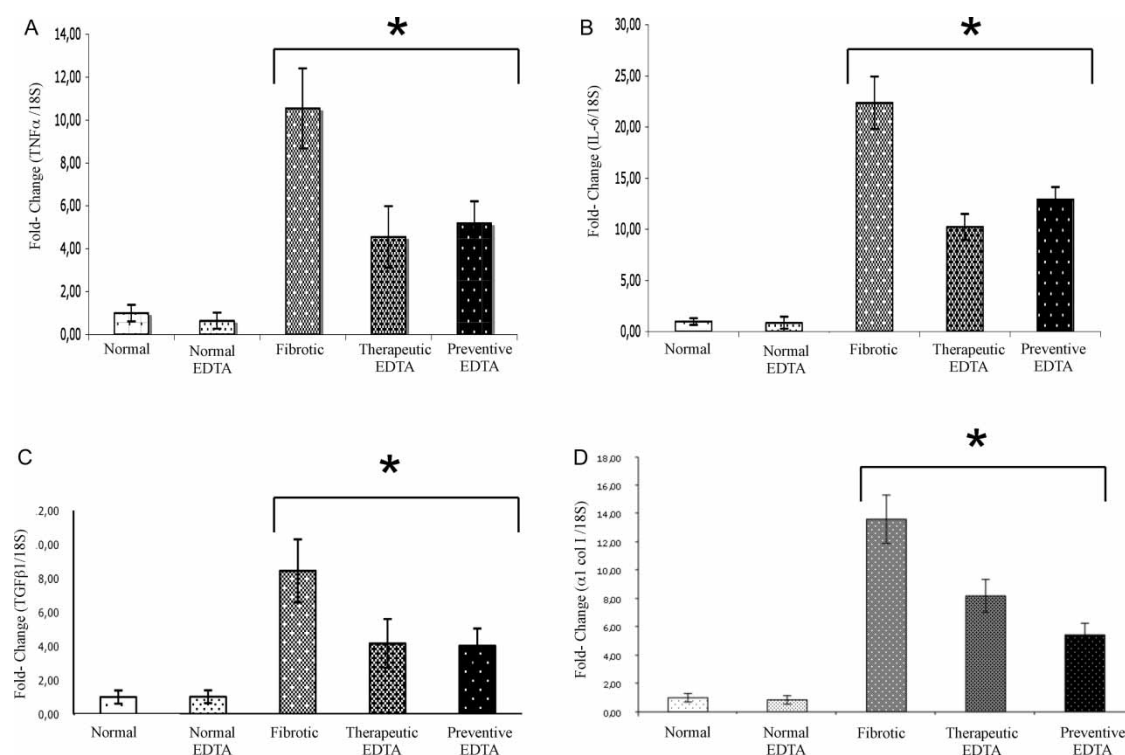 A
*
Fold- Change (TNFα /18S)
14,00
12,00
10,00
8,00
6,00
4,00
2,00
0,00
Normal
Normal
EDTA
Fibrotic
Therapeutic
EDTA
Preventive
EDTA
B
*
Fold- Change (IL-6/18S)
30,00
25,00
20,00
15,00
10,00
5,00
0,00
Normal
Normal
EDTA
Fibrotic
Therapeutic
EDTA
Preventive
EDTA
C
*
Fold- Change (TGFβ1/18S)
2,00
0,00
8,00
6,00
4,00
2,00
0,00
Normal
Normal
EDTA
Fibrotic
Therapeutic
EDTA
Preventive
EDTA
D
*
Fold- Change (α1 col I /18S)
18,00
16,00
14,00
12,00
10,00
8,00
6,00
4,00
2,00
0,00
Normal
Normal
EDTA
Fibrotic
Therapeutic
EDTA
Preventive
EDTA